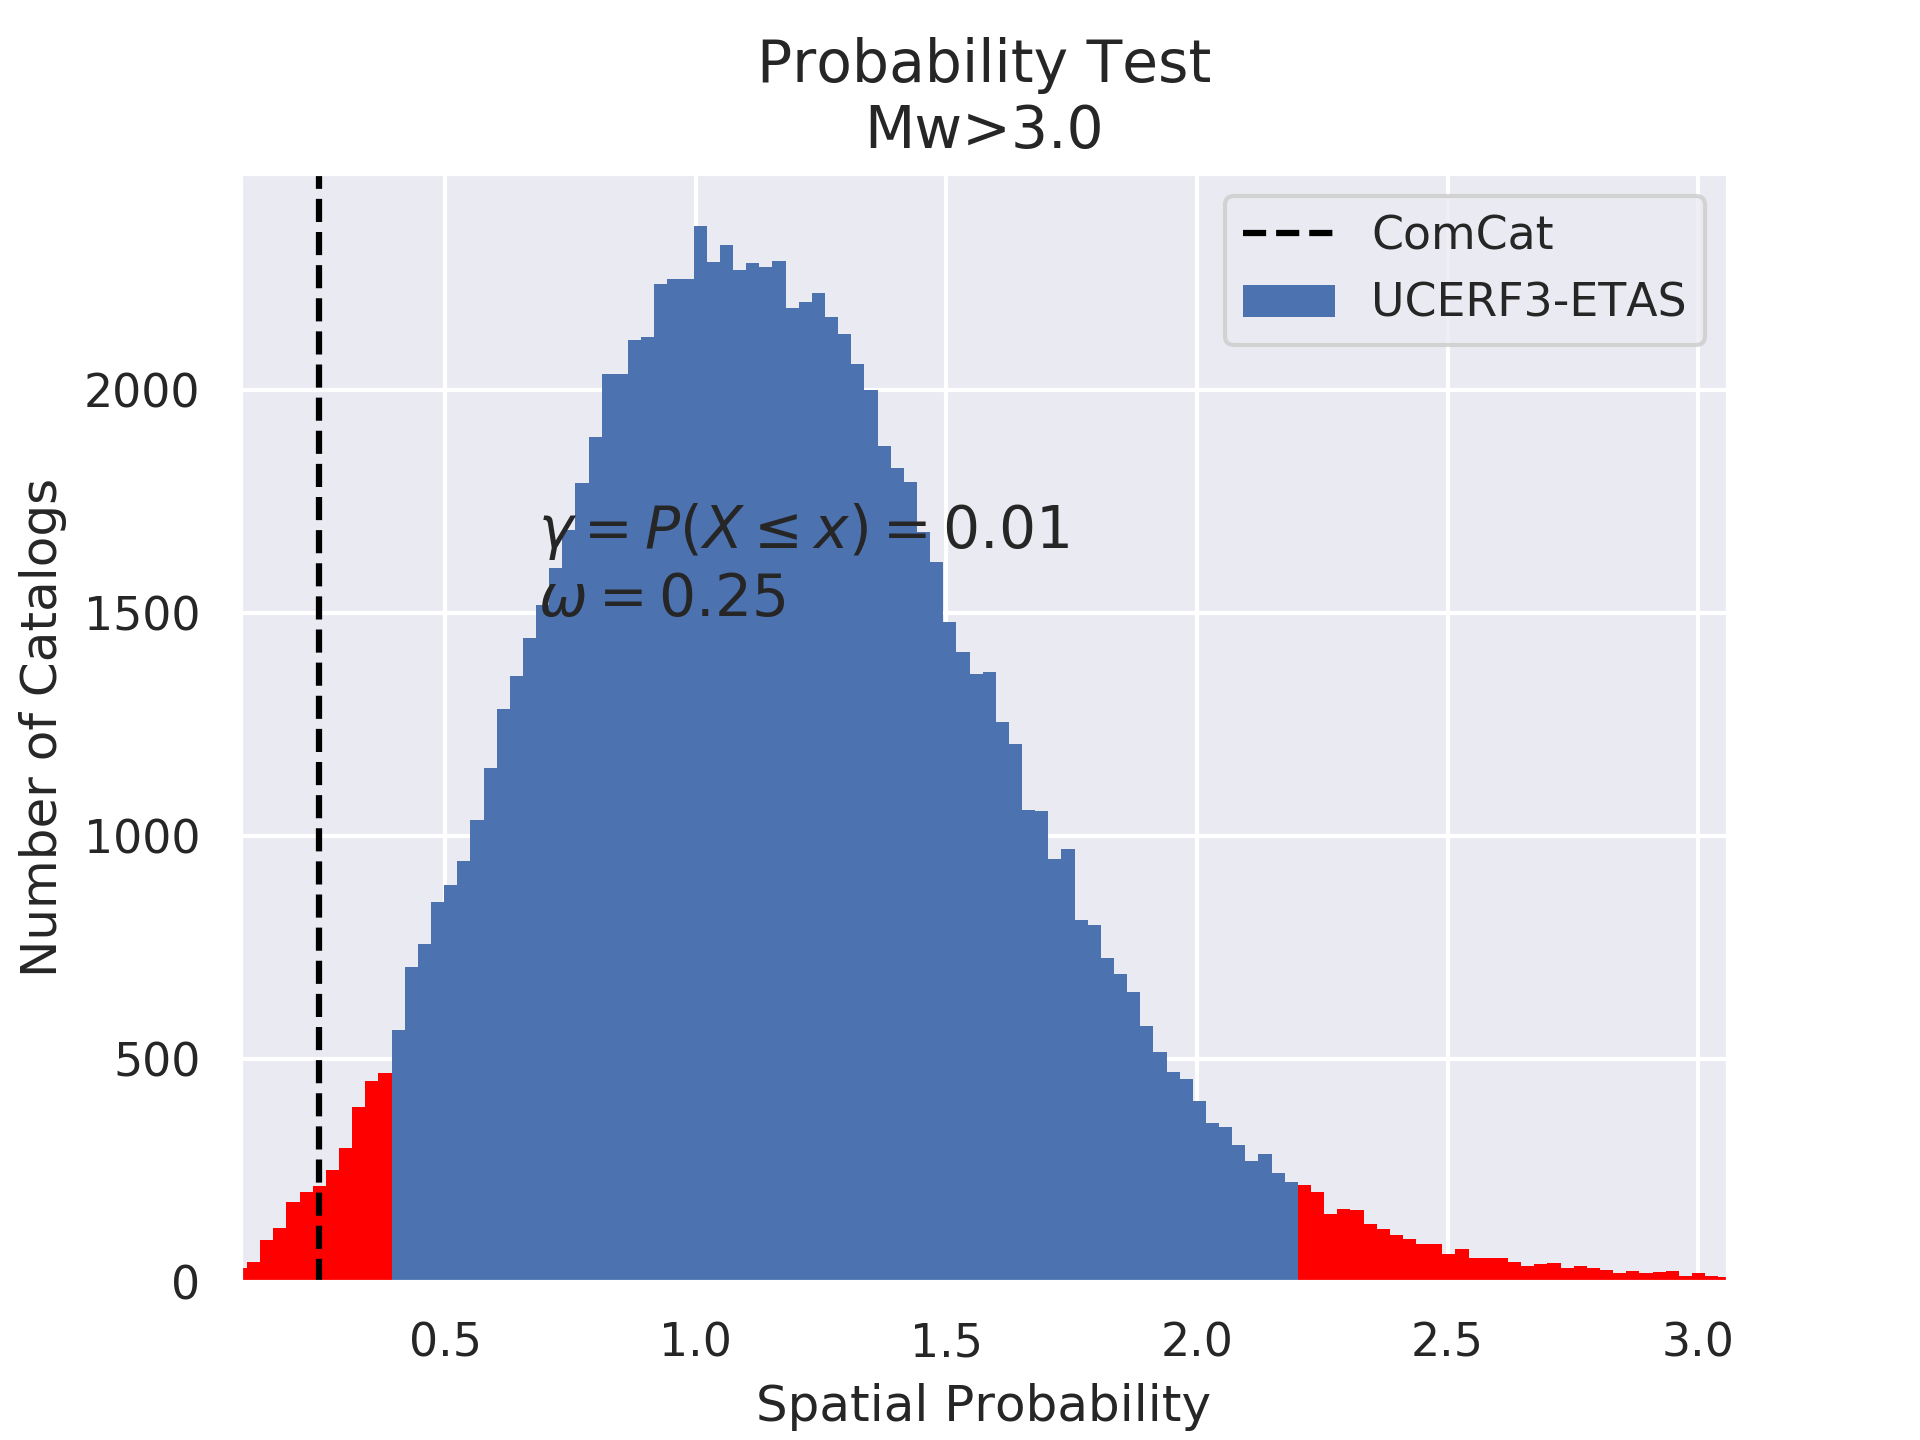 Probability Test
Mw>3.0
ComCat
UCERF3-ETAS
γ = P(X ≤ x) = 0.01
ω = 0.25
Number of Catalogs
2000
1500
1000
500
0
0.5 1.0 1.5 2.0 2.5 3.0
Spatial Probability